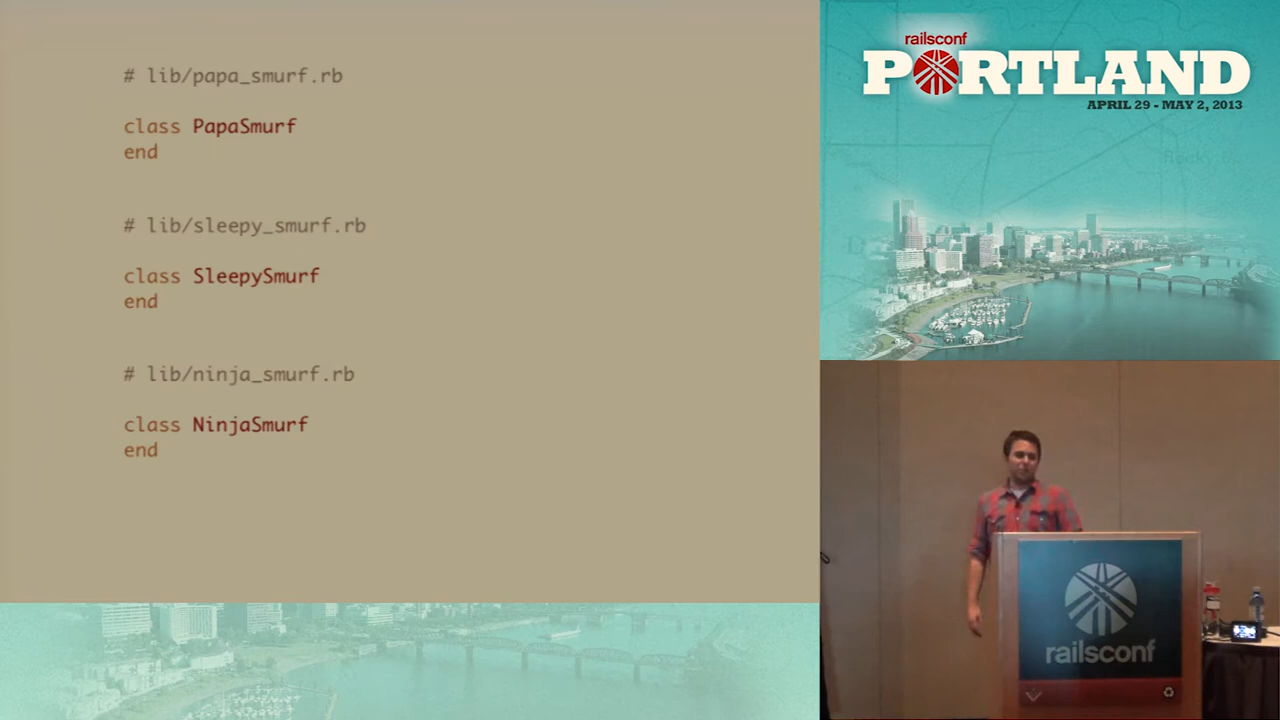 # lib/papa_smurf.rb
class PapaSmurf
end
# lib/sleepy_smurf.rb
class SleepySmurf
end
# lib/ninja_smurf.rb
class NinjaSmurf
end
railsconf
PORTLAND
APRIL 29 - MAY 2, 2013
railsconf